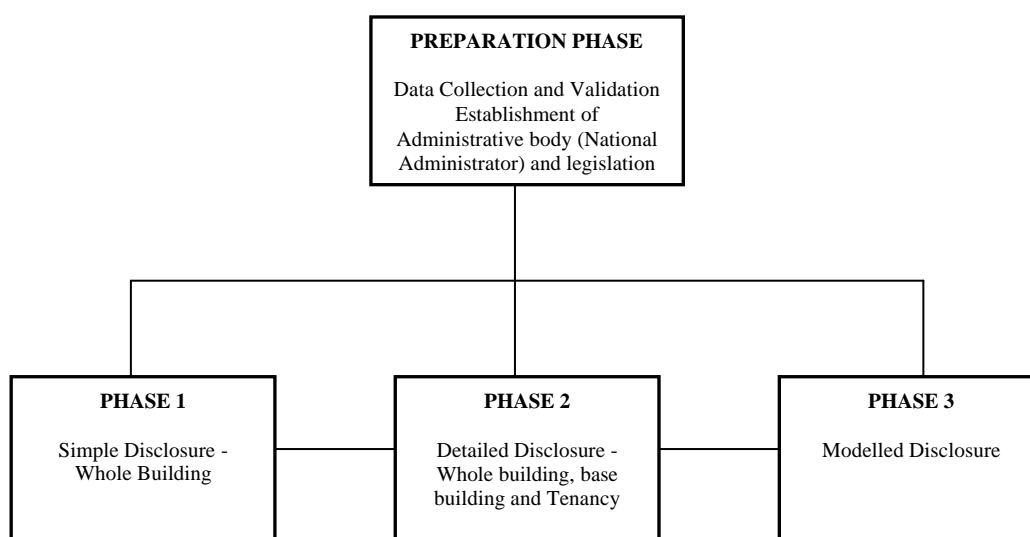 PREPARATION PHASE
Data Collection and Validation
Establishment of
Administrative body (National
Administrator) and legislation
PHASE 1
Simple Disclosure -
Whole Building
PHASE 2
Detailed Disclosure -
Whole building, base
building and Tenancy
PHASE 3
Modelled Disclosure